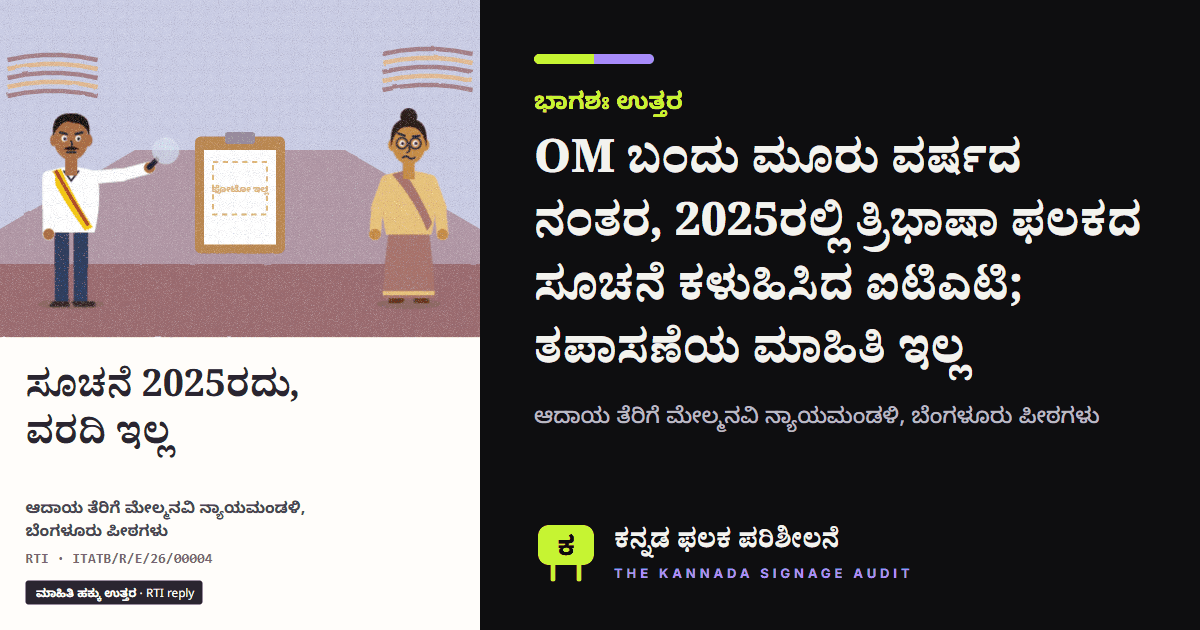 ಫೋಟೋ ಇಲ್ಲ
ಸೂಚನೆ 2025ರದು,
ವರದಿ ಇಲ್ಲ
ಆದಾಯ ತೆರಿಗೆ ಮೇಲ್ಮನವಿ ನ್ಯಾಯಮಂಡಳಿ,
ಬೆಂಗಳೂರು ಪೀಠಗಳು
RTI · ITATB/R/E/26/00004
ಮಾಹಿತಿ ಹಕ್ಕು ಉತ್ತರ · RTI reply
ಭಾಗಶಃ ಉತ್ತರ
OM ಬಂದು ಮೂರು ವರ್ಷದ
ನಂತರ, 2025ರಲ್ಲಿ ತ್ರಿಭಾಷಾ ಫಲಕದ
ಸೂಚನೆ ಕಳುಹಿಸಿದ ಐಟಿಎಟಿ;
ತಪಾಸಣೆಯ ಮಾಹಿತಿ ಇಲ್ಲ
ಆದಾಯ ತೆರಿಗೆ ಮೇಲ್ಮನವಿ ನ್ಯಾಯಮಂಡಳಿ, ಬೆಂಗಳೂರು ಪೀಠಗಳು
ಕ
ಕನ್ನಡ ಫಲಕ ಪರಿಶೀಲನೆ
THE KANNADA SIGNAGE AUDIT